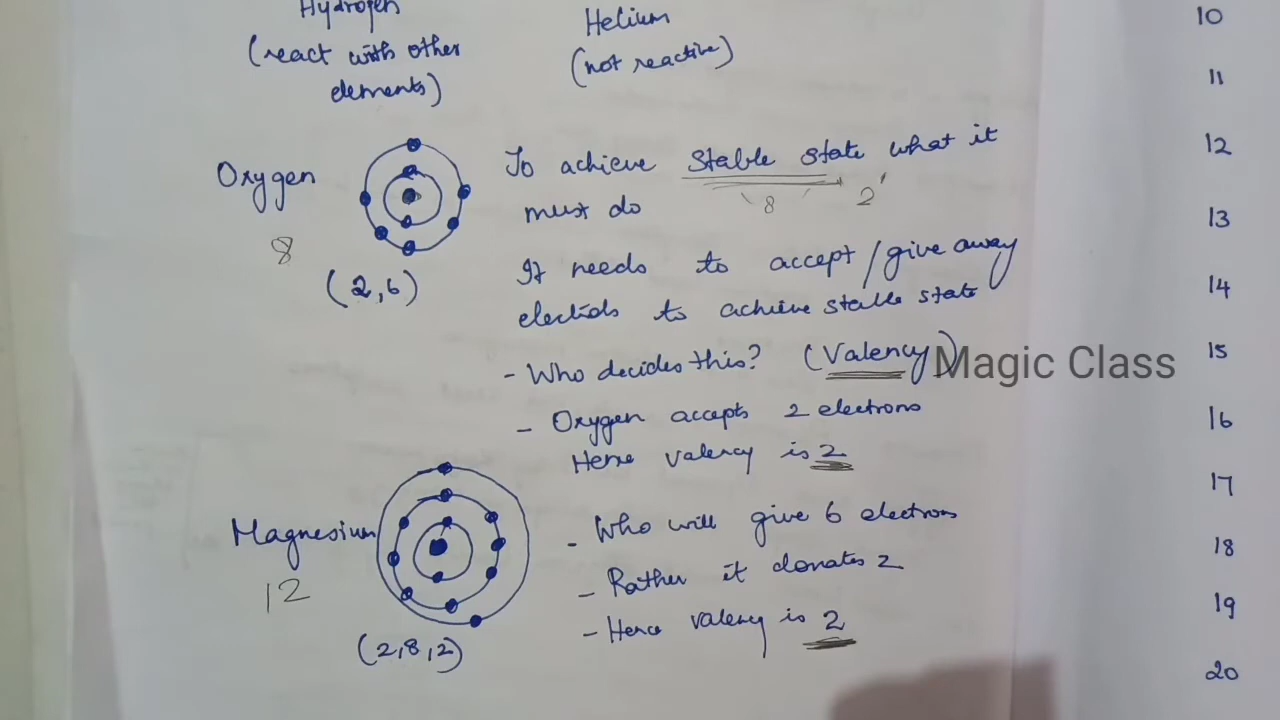 Hydrogen
(react with other
elements)
Helium
(not reactive)
Oxygen
8
(2,6)
To achieve stable state what it
8 2
must do
It needs to accept/give away
electrids to achieve stable state
- Who decides this? (Valency)
- Oxygen accepts 2 electrons
Hence valency is 2
Magnesium
12
(2,8,2)
- Who will give 6 electrons
- Rather it donates 2
- Hence valency is 2
Magic Class
10
11
12
13
14
15
16
17
18
19
20